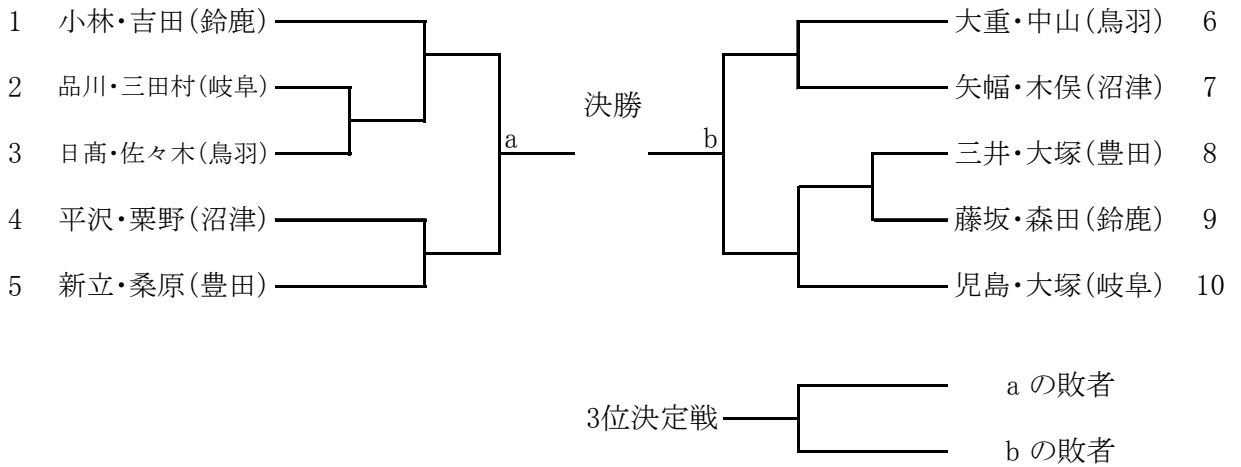 1 小林・吉田(鈴鹿)
2 品川・三田村(岐阜)
3 日髙・佐々木(鳥羽)
4 平沢・粟野(沼津)
5 新立・桑原(豊田)
a
決勝
b
大重・中山(鳥羽) 6
矢幅・木俣(沼津) 7
三井・大塚(豊田) 8
藤坂・森田(鈴鹿) 9
児島・大塚(岐阜) 10
3位決定戦
a の敗者
b の敗者